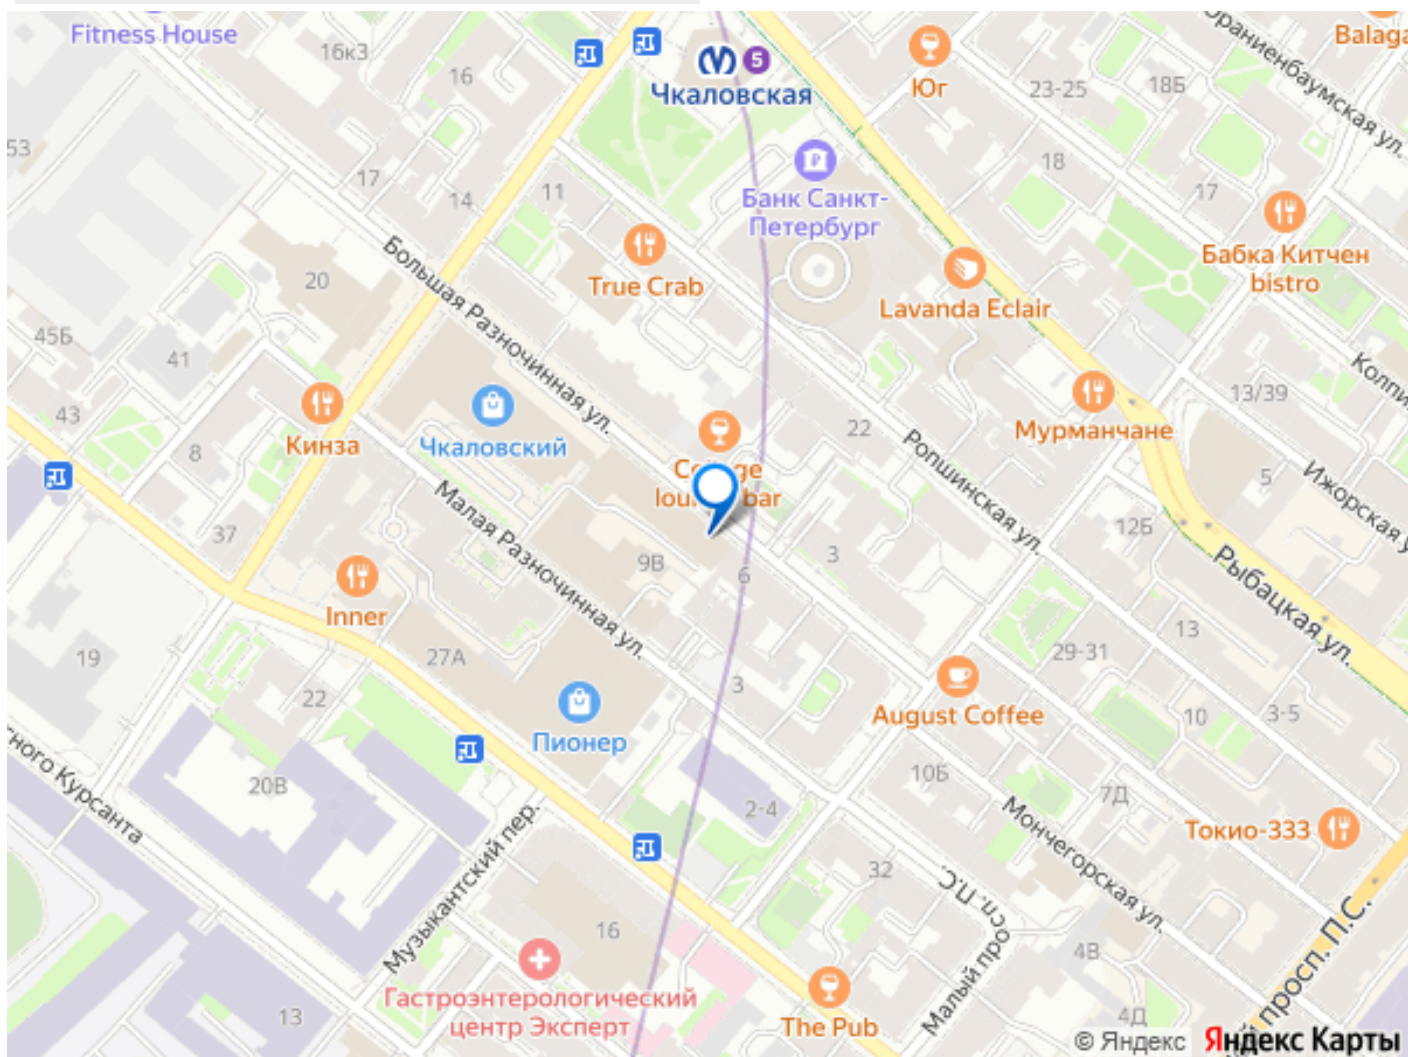 Fitness House
16к3
16
5
Чкаловская
Юг
23-25
18Б
Ораниенбаумская ул.
53
17
14
11
Банк Санкт-
Петербург
18
17
Бабка Китчен
bistro
Большая Разночинная ул.
20
True Crab
Lavanda Eclair
45Б
41
43
Кинза
8
Чкаловский
22
Мурманчане
13/39
Ропшинская ул.
5
Ижорская у
Малая Разночинная ул.
37
9В
6
3
12Б
Рыбацкая ул.
Inner
27А
19
22
3
29-31
13
August Coffee
10
3-5
Пионер
20В
2-4
10Б
7Д
Токио-333
Музыкантский пер.
32
Мончегорская ул.
16
4В
Малый просп. П.С.
Гастроэнтерологический
центр Эксперт
13
The Pub
4Д
© Яндекс
Яндекс Карты